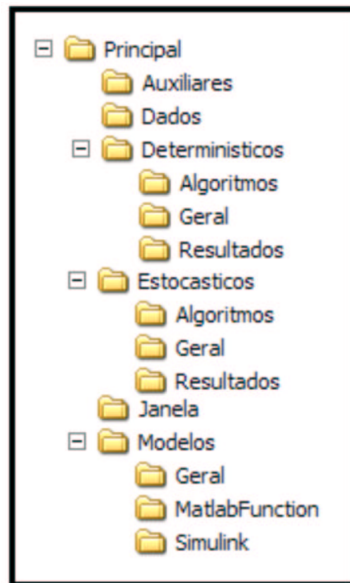 Principal
Auxiliares
Dados
Deterministicos
Algoritmos
Geral
Resultados
Estocasticos
Algoritmos
Geral
Resultados
Janela
Modelos
Geral
MatlabFunction
Simulink